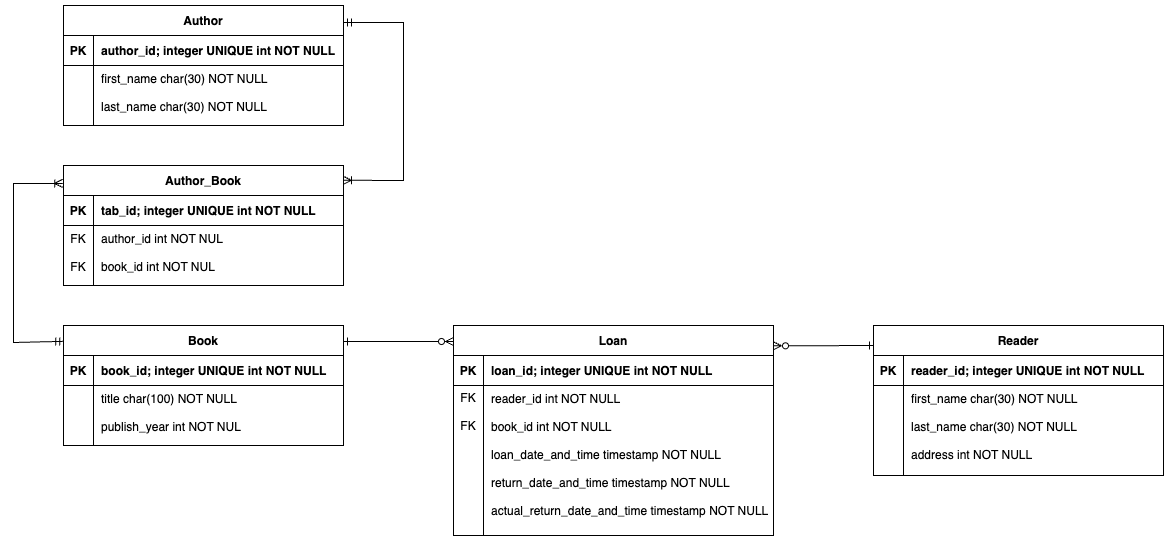 Author
PK author_id; integer UNIQUE int NOT NULL
first_name char(30) NOT NULL
last_name char(30) NOT NULL
Author_Book
PK tab_id; integer UNIQUE int NOT NULL
FK author_id int NOT NUL
FK book_id int NOT NUL
Book
PK book_id; integer UNIQUE int NOT NULL
title char(100) NOT NULL
publish_year int NOT NUL
Loan
PK loan_id; integer UNIQUE int NOT NULL
FK reader_id int NOT NULL
FK book_id int NOT NULL
loan_date_and_time timestamp NOT NULL
return_date_and_time timestamp NOT NULL
actual_return_date_and_time timestamp NOT NULL
Reader
PK reader_id; integer UNIQUE int NOT NULL
first_name char(30) NOT NULL
last_name char(30) NOT NULL
address int NOT NULL